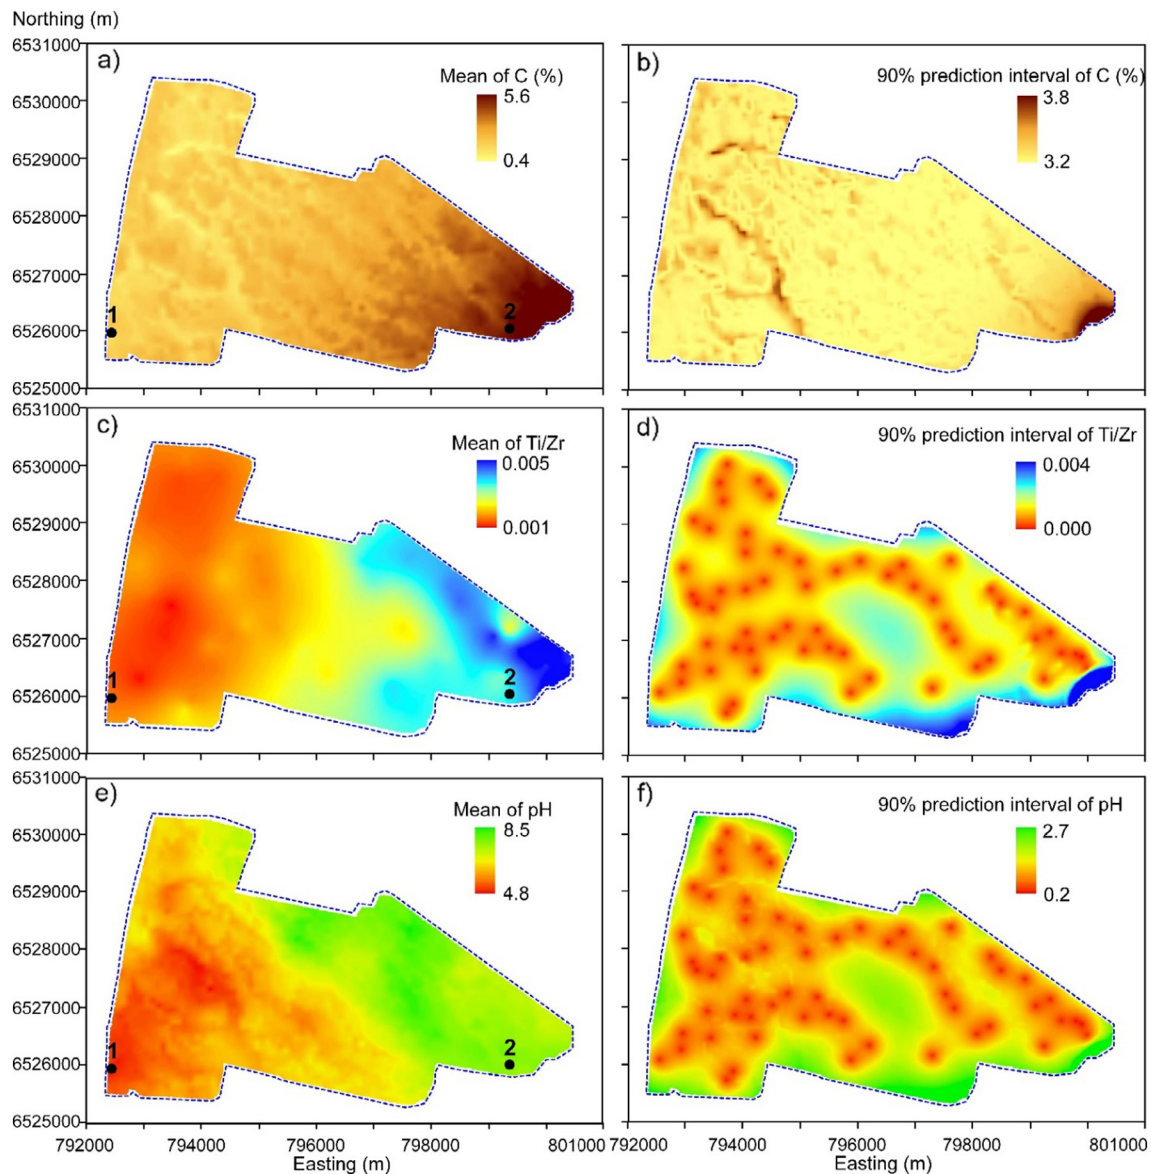 Northing (m)
6531000
a)
Mean of C (%)
5.6
0.4
6530000
6529000
6528000
6527000
6526000
6525000
1
2
b)
90% prediction interval of C (%)
3.8
3.2
6531000
c)
Mean of Ti/Zr
0.005
0.001
6530000
6529000
6528000
6527000
6526000
6525000
1
2
d)
90% prediction interval of Ti/Zr
0.004
0.000
6531000
e)
Mean of pH
8.5
4.8
6530000
6529000
6528000
6527000
6526000
6525000
1
2
f)
90% prediction interval of pH
2.7
0.2
792000 794000 796000 798000 801000
Easting (m)
792000 794000 796000 798000 801000
Easting (m)